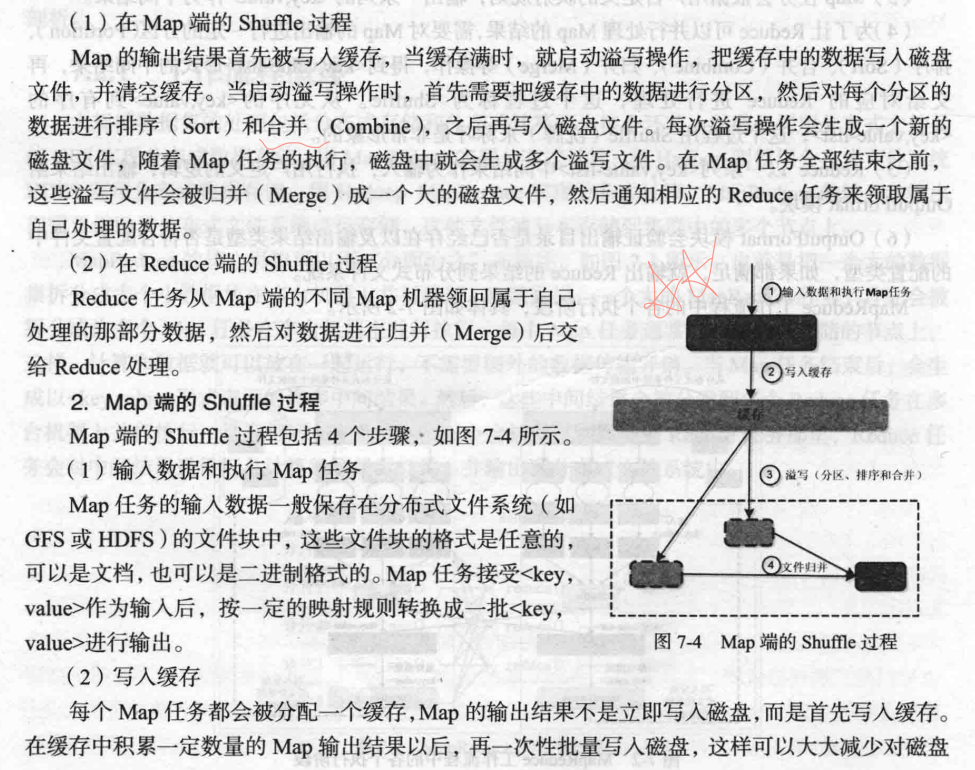 （1）在 Map 端的 Shuffle 过程
Map 的输出结果首先被写入缓存，当缓存满时，就启动溢写操作，把缓存中的数据写入磁盘
文件，并清空缓存。当启动溢写操作时，首先需要把缓存中的数据进行分区，然后对每个分区的
数据进行排序（Sort）和合并（Combine），之后再写入磁盘文件。每次溢写操作会生成一个新的
磁盘文件，随着 Map 任务的执行，磁盘中就会生成多个溢写文件。在 Map 任务全部结束之前，
这些溢写文件会被归并（Merge）成一个大的磁盘文件，然后通知相应的 Reduce 任务来领取属于
自己处理的数据。
（2）在 Reduce 端的 Shuffle 过程
Reduce 任务从 Map 端的不同 Map 机器领回属于自己
处理的那部分数据，然后对数据进行归并（Merge）后交
给 Reduce 处理。
2. Map 端的 Shuffle 过程
Map 端的 Shuffle 过程包括 4 个步骤，如图 7-4 所示。
（1）输入数据和执行 Map 任务
Map 任务的输入数据一般保存在分布式文件系统（如
GFS 或 HDFS）的文件块中，这些文件块的格式是任意的，
可以是文档，也可以是二进制格式的。Map 任务接受<key,
value>作为输入后，按一定的映射规则转换成一批<key,
value>进行输出。
①输入数据和执行Map任务
②写入缓存
缓存
③溢写（分区、排序和合并）
④文件归并
图 7-4 Map 端的 Shuffle 过程
（2）写入缓存
每个 Map 任务都会被分配一个缓存，Map 的输出结果不是立即写入磁盘，而是首先写入缓存。
在缓存中积累一定数量的 Map 输出结果以后，再一次性批量写入磁盘，这样可以大大减少对磁盘